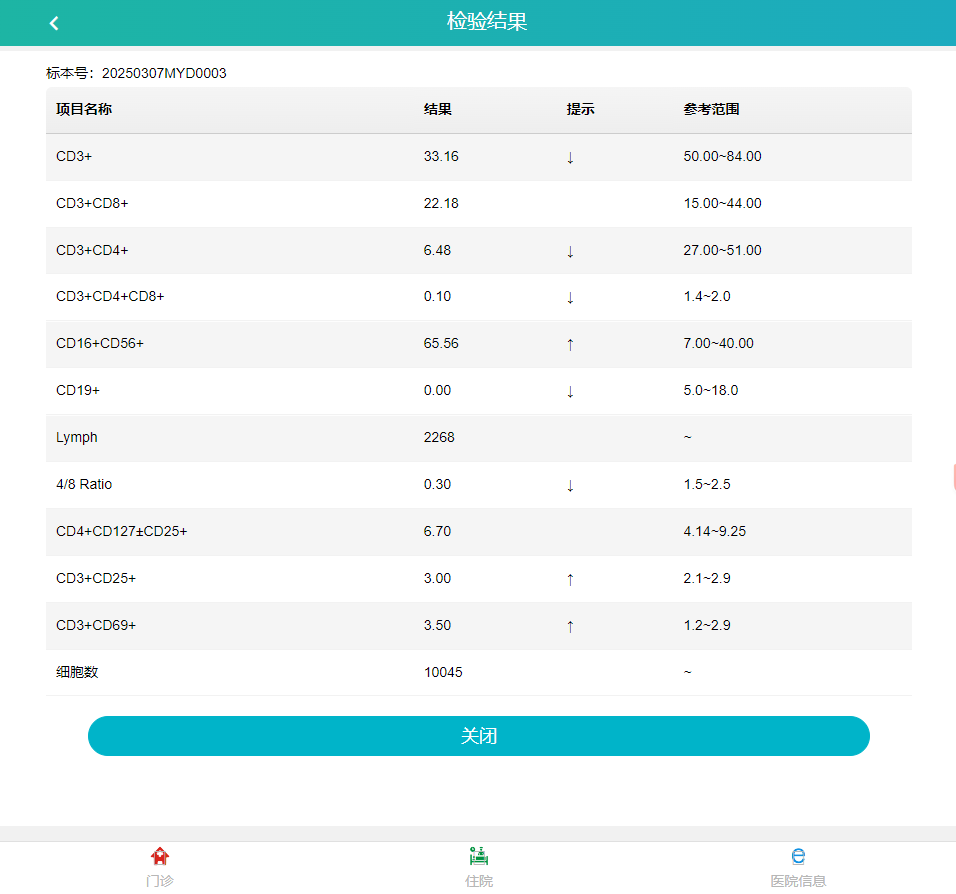 检验结果
标本号：20250307MYD0003
项目名称 结果 提示 参考范围
CD3+ 33.16 ↓ 50.00~84.00
CD3+CD8+ 22.18 15.00~44.00
CD3+CD4+ 6.48 ↓ 27.00~51.00
CD3+CD4+CD8+ 0.10 ↓ 1.4~2.0
CD16+CD56+ 65.56 ↑ 7.00~40.00
CD19+ 0.00 ↓ 5.0~18.0
Lymph 2268 ~
4/8 Ratio 0.30 ↓ 1.5~2.5
CD4+CD127±CD25+ 6.70 4.14~9.25
CD3+CD25+ 3.00 ↑ 2.1~2.9
CD3+CD69+ 3.50 ↑ 1.2~2.9
细胞数 10045 ~
关闭
门诊 住院 医院信息